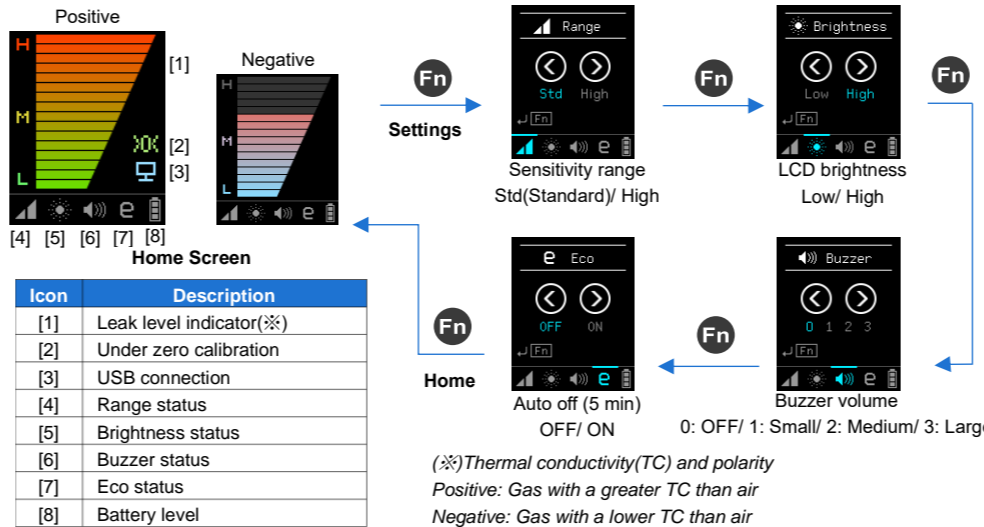 Positive
H
M
L
[1]
[2]
[3]
[4] [5] [6] [7] [8]
Negative
H
M
L
Home Screen
Fn
Settings
Range
Std High
Fn
Sensitivity range
Std(Standard)/ High
Fn
Brightness
Low High
Fn
LCD brightness
Low/ High
Fn
Buzzer
0 1 2 3
Fn
Buzzer volume
0: OFF/ 1: Small/ 2: Medium/ 3: Large
Fn
e Eco
OFF ON
Fn
Auto off (5 min)
OFF/ ON
Fn
Home
Icon Description
[1] Leak level indicator(※)
[2] Under zero calibration
[3] USB connection
[4] Range status
[5] Brightness status
[6] Buzzer status
[7] Eco status
[8] Battery level
(※)Thermal conductivity(TC) and polarity
Positive: Gas with a greater TC than air
Negative: Gas with a lower TC than air